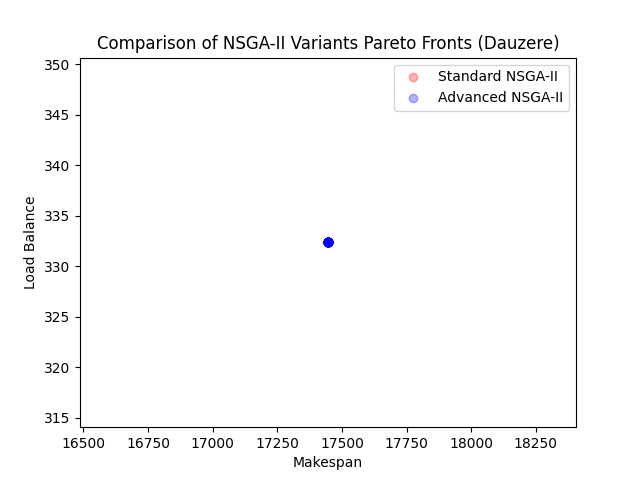 Comparison of NSGA-II Variants Pareto Fronts (Dauzere)
Standard NSGA-II
Advanced NSGA-II
350
345
340
335
330
325
320
315
Load Balance
16500 16750 17000 17250 17500 17750 18000 18250
Makespan